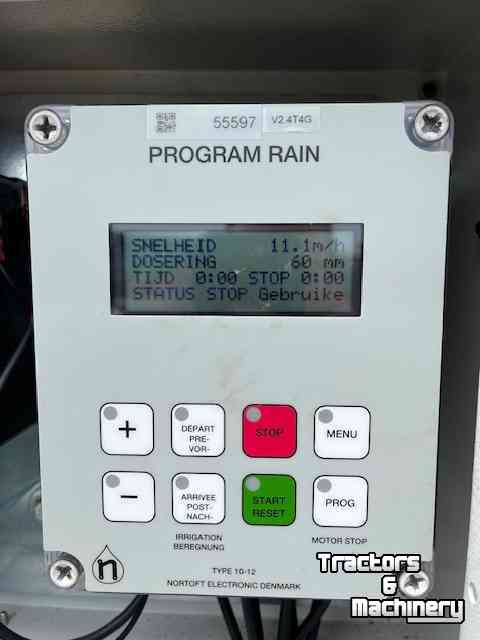 55597 V2.4T4G
PROGRAM RAIN
SNELHEID 11.1m/h
DOSERING 60 mm
TIJD 0:00 STOP 0:00
STATUS STOP Gebruike
+
DEPART
PRE-
VOR-
STOP
MENU
−
ARRIVEE
POST-
NACH-
START
RESET
PROG
IRRIGATION
BEREGNUNG
MOTOR STOP
n
TYPE 10-12
NORTOFT ELECTRONIC DENMARK
Tractors
&
Machinery